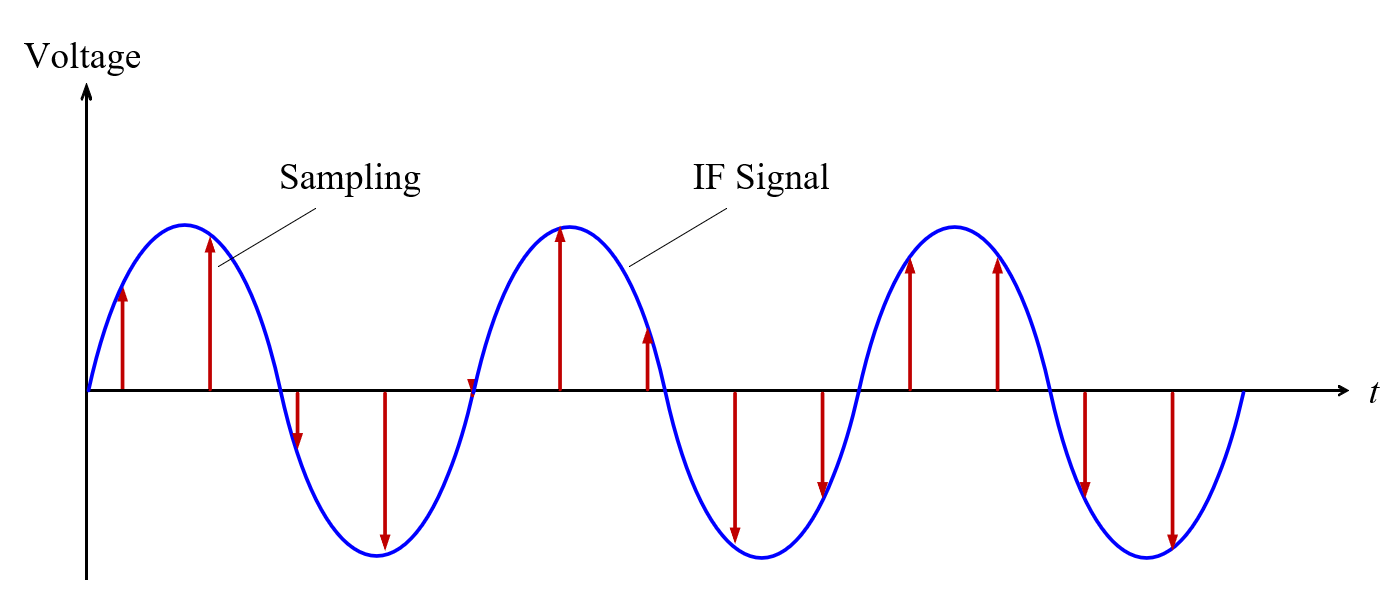 Voltage
Sampling
IF Signal
t